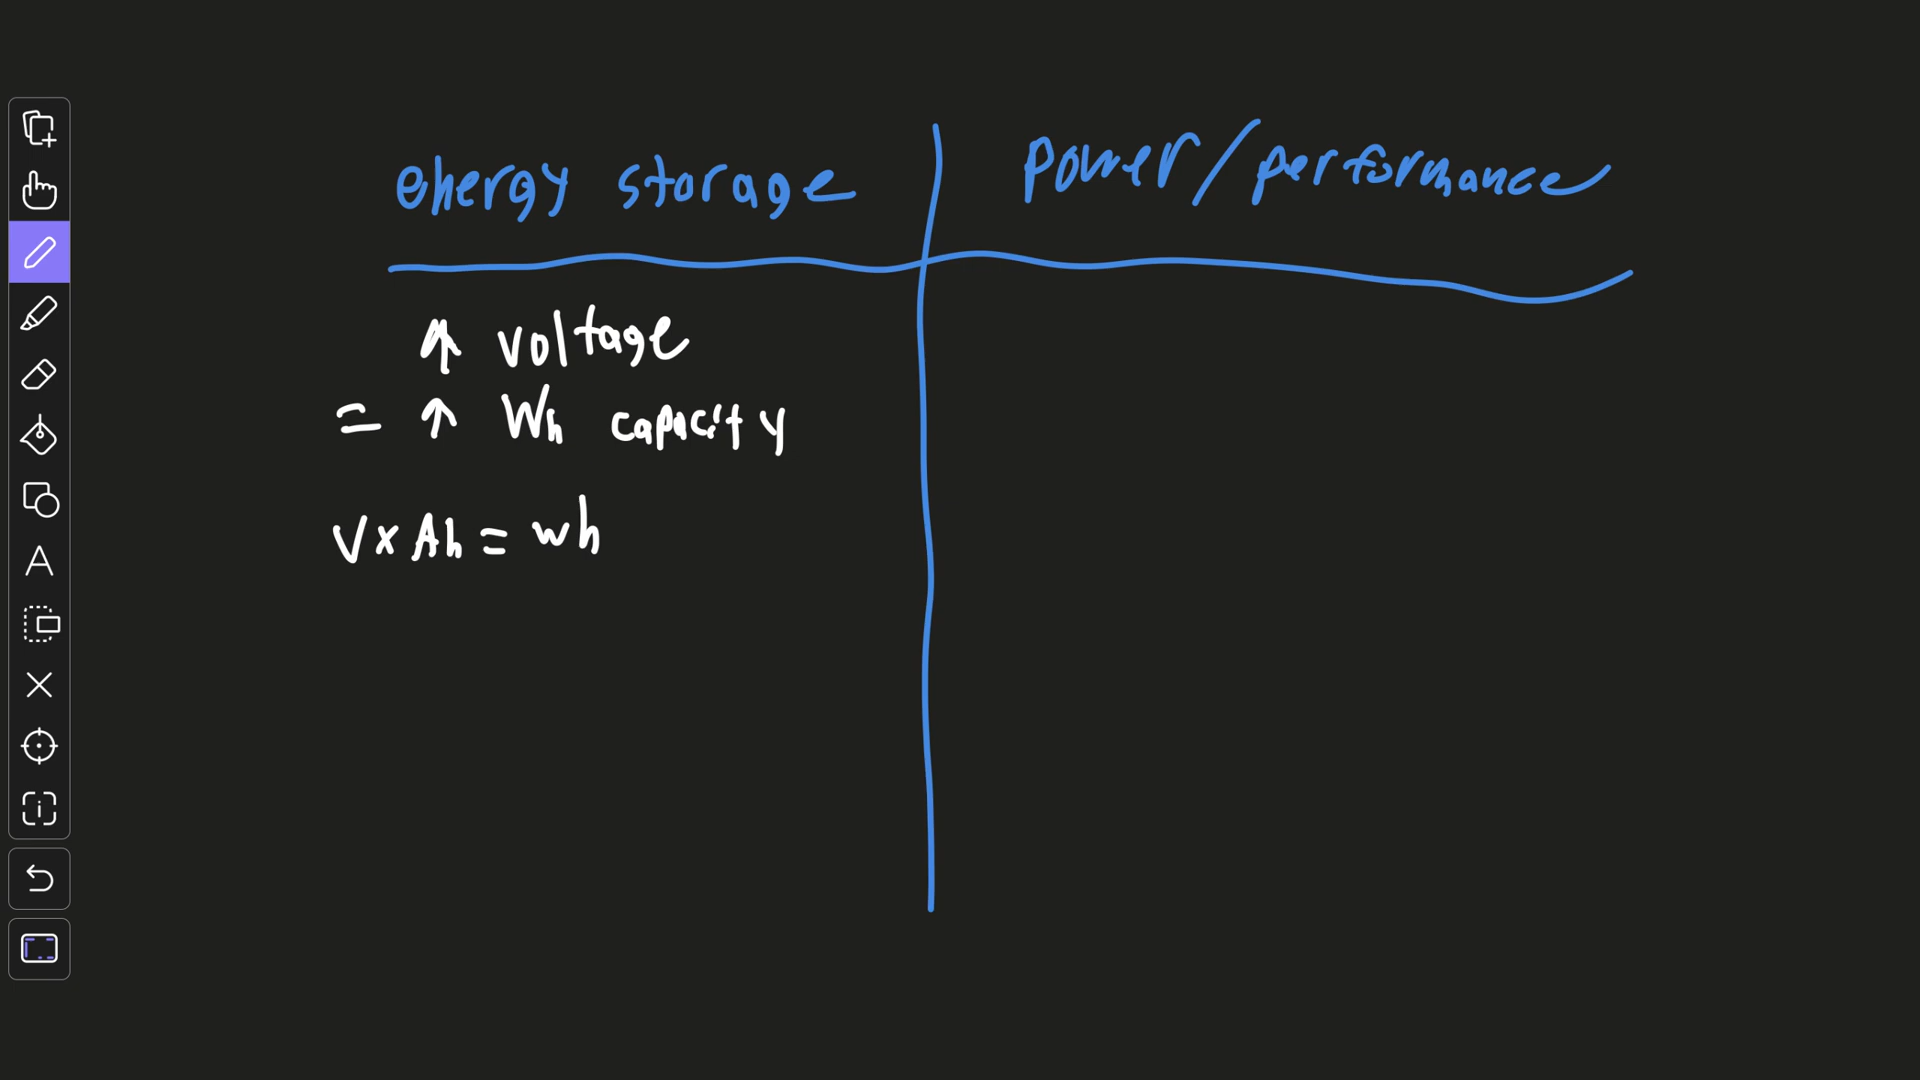 energy storage
power/performance
↑ voltage
= ↑ Wh capacity
V x Ah = wh